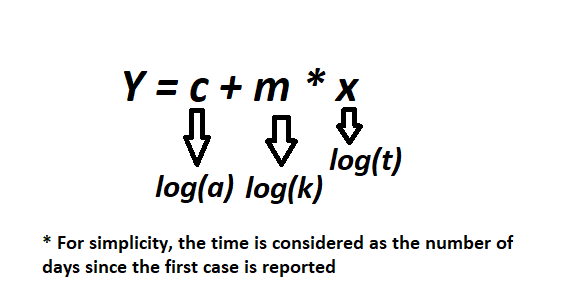 Y = c + m * x
log(t)
log(a) log(k)
* For simplicity, the time is considered as the number of
days since the first case is reported